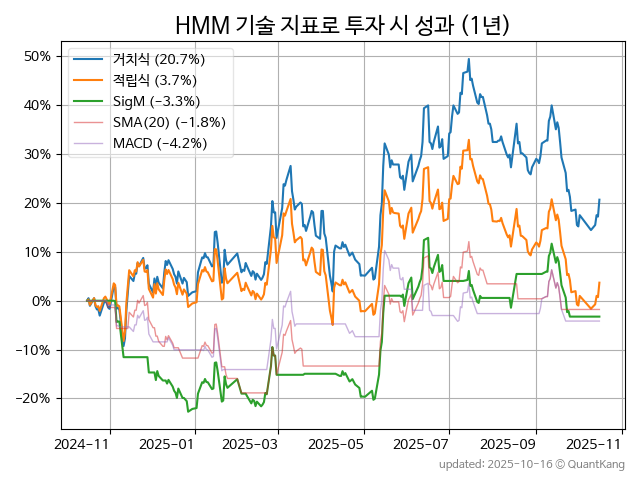 HMM 기술 지표로 투자 시 성과 (1년)
거치식 (20.7%)
적립식 (3.7%)
SigM (−3.3%)
SMA(20) (−1.8%)
MACD (−4.2%)
50%
40%
30%
20%
10%
0%
−10%
−20%
2024-11 2025-01 2025-03 2025-05 2025-07 2025-09 2025-11
updated: 2025-10-16 ⓒ QuantKang